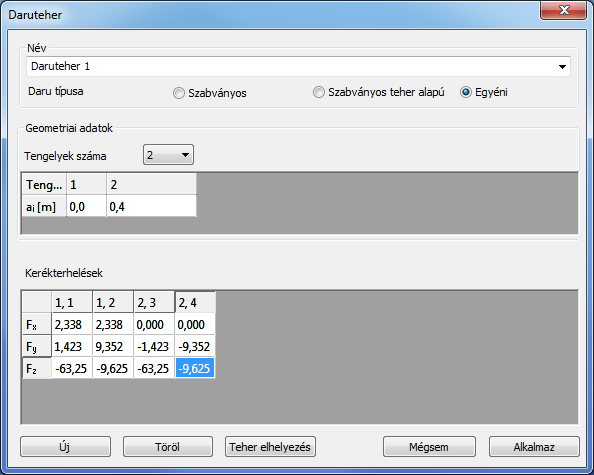 Daruteher
Név
Daruteher 1
Daru típusa Szabványos Szabványos teher alapú Egyéni
Geometriai adatok
Tengelyek száma 2
Teng... 1 2
aᵢ [m] 0,0 0,4
Kerékterhelések
1, 1 1, 2 2, 3 2, 4
Fₓ 2,338 2,338 0,000 0,000
Fᵧ 1,423 9,352 -1,423 -9,352
F_z -63,25 -9,625 -63,25 -9,625
Új Töröl Teher elhelyezés Mégsem Alkalmaz